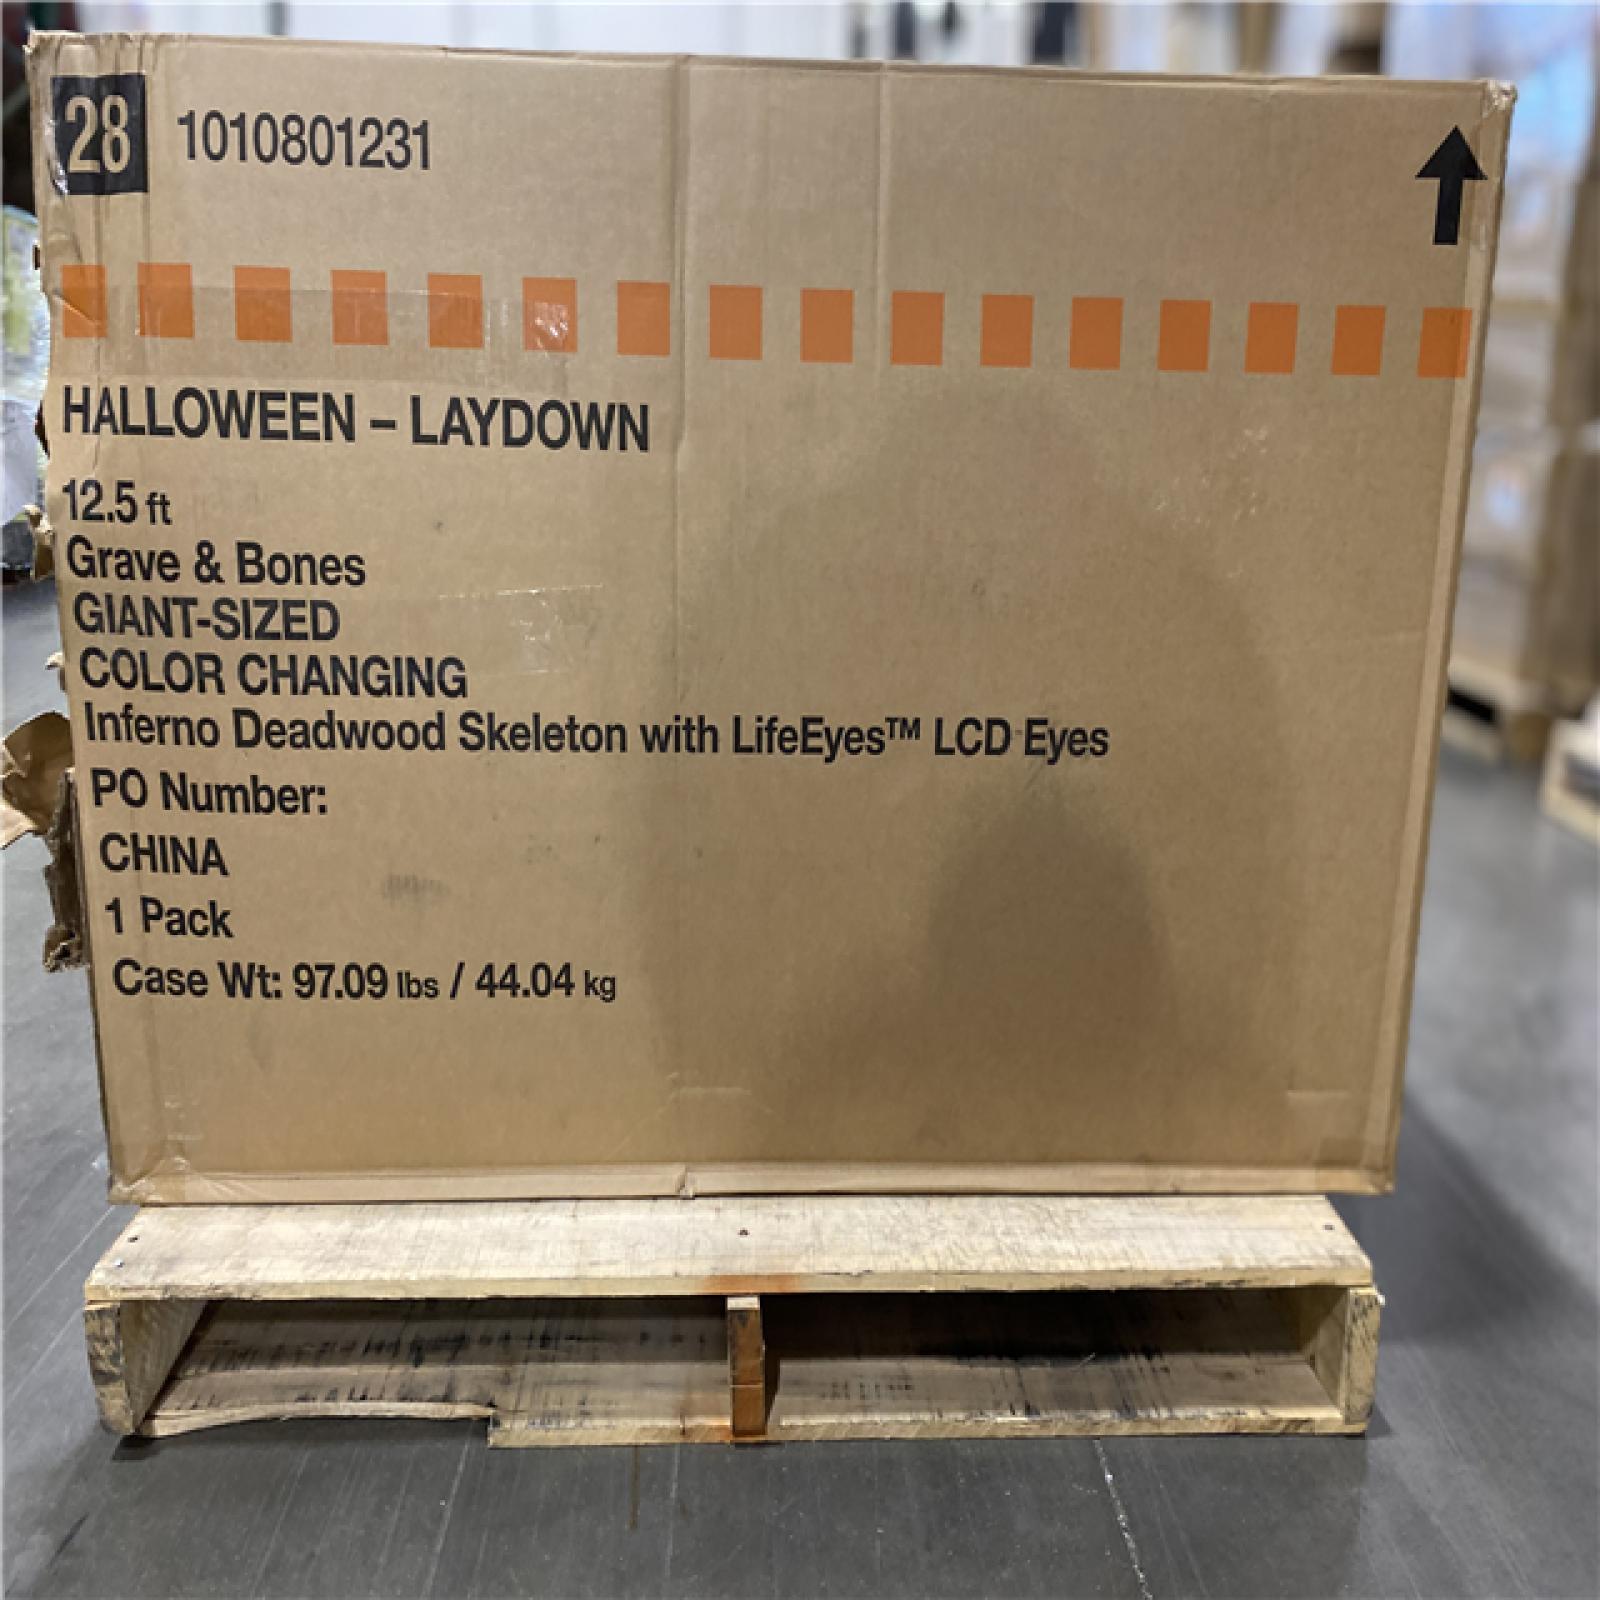 28 1010801231
HALLOWEEN – LAYDOWN
12.5 ft
Grave & Bones
GIANT-SIZED
COLOR CHANGING
Inferno Deadwood Skeleton with LifeEyes™ LCD Eyes
PO Number:
CHINA
1 Pack
Case Wt: 97.09 lbs / 44.04 kg